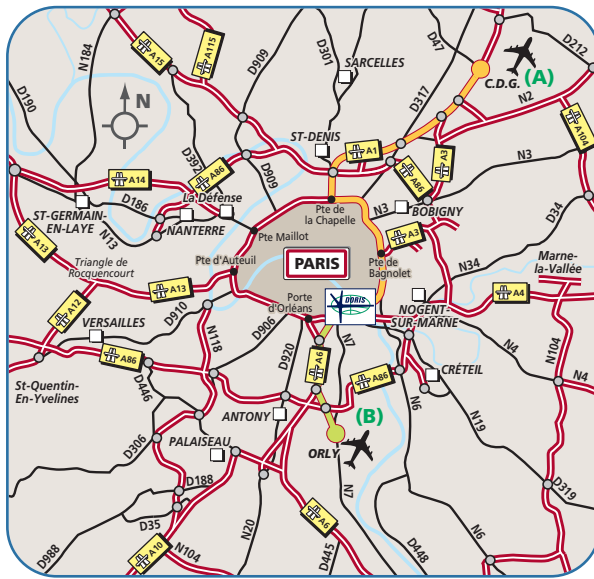 N184
A15
A115
D909
D301
SARCELLES
D47
D212
C.D.G.
(A)
D190
N
D317
N2
ST-DENIS
A1
A104
D392
A86
D909
A86
A3
N3
A14
La Défense
Pte de
la Chapelle
N3
BOBIGNY
D34
D186
ST-GERMAIN-
EN-LAYE
NANTERRE
N13
A13
Pte Maillot
A3
Triangle de
Rocquencourt
Pte d'Auteuil
PARIS
Pte de
Bagnolet
N34
Marne-
la-Vallée
A13
A12
D910
Porte
d'Orléans
DORIS
NOGENT-
SUR-MARNE
A4
VERSAILLES
N118
D906
D920
N7
A86
A6
A86
CRÉTEIL
N4
N104
N4
St-Quentin-
En-Yvelines
D446
N6
N19
ANTONY
(B)
D306
PALAISEAU
ORLY
D188
N7
D319
D35
N20
A6
N6
D988
A10
N104
D445
D448